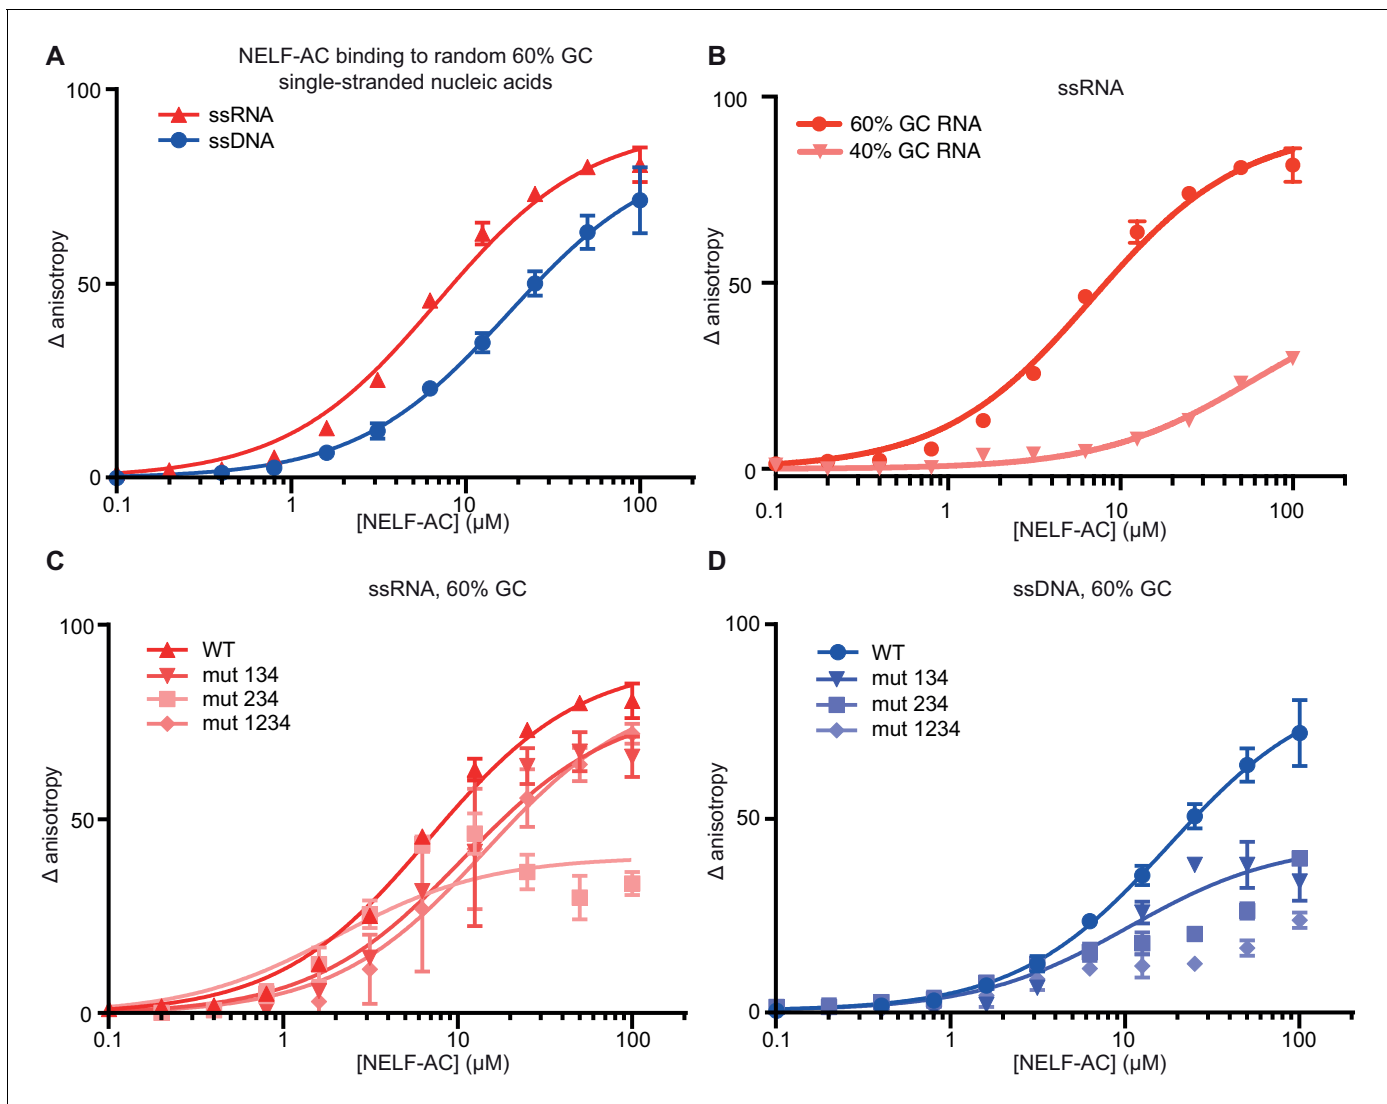 A
NELF-AC binding to random 60% GC
single-stranded nucleic acids
100
50
0
Δ anisotropy
ssRNA
ssDNA
0.1 1 10 100
[NELF-AC] (µM)
B
ssRNA
100
50
0
Δ anisotropy
60% GC RNA
40% GC RNA
0.1 1 10 100
[NELF-AC] (µM)
C
ssRNA, 60% GC
100
50
0
Δ anisotropy
WT
mut 134
mut 234
mut 1234
0.1 1 10 100
[NELF-AC] (µM)
D
ssDNA, 60% GC
100
50
0
Δ anisotropy
WT
mut 134
mut 234
mut 1234
0.1 1 10 100
[NELF-AC] (µM)